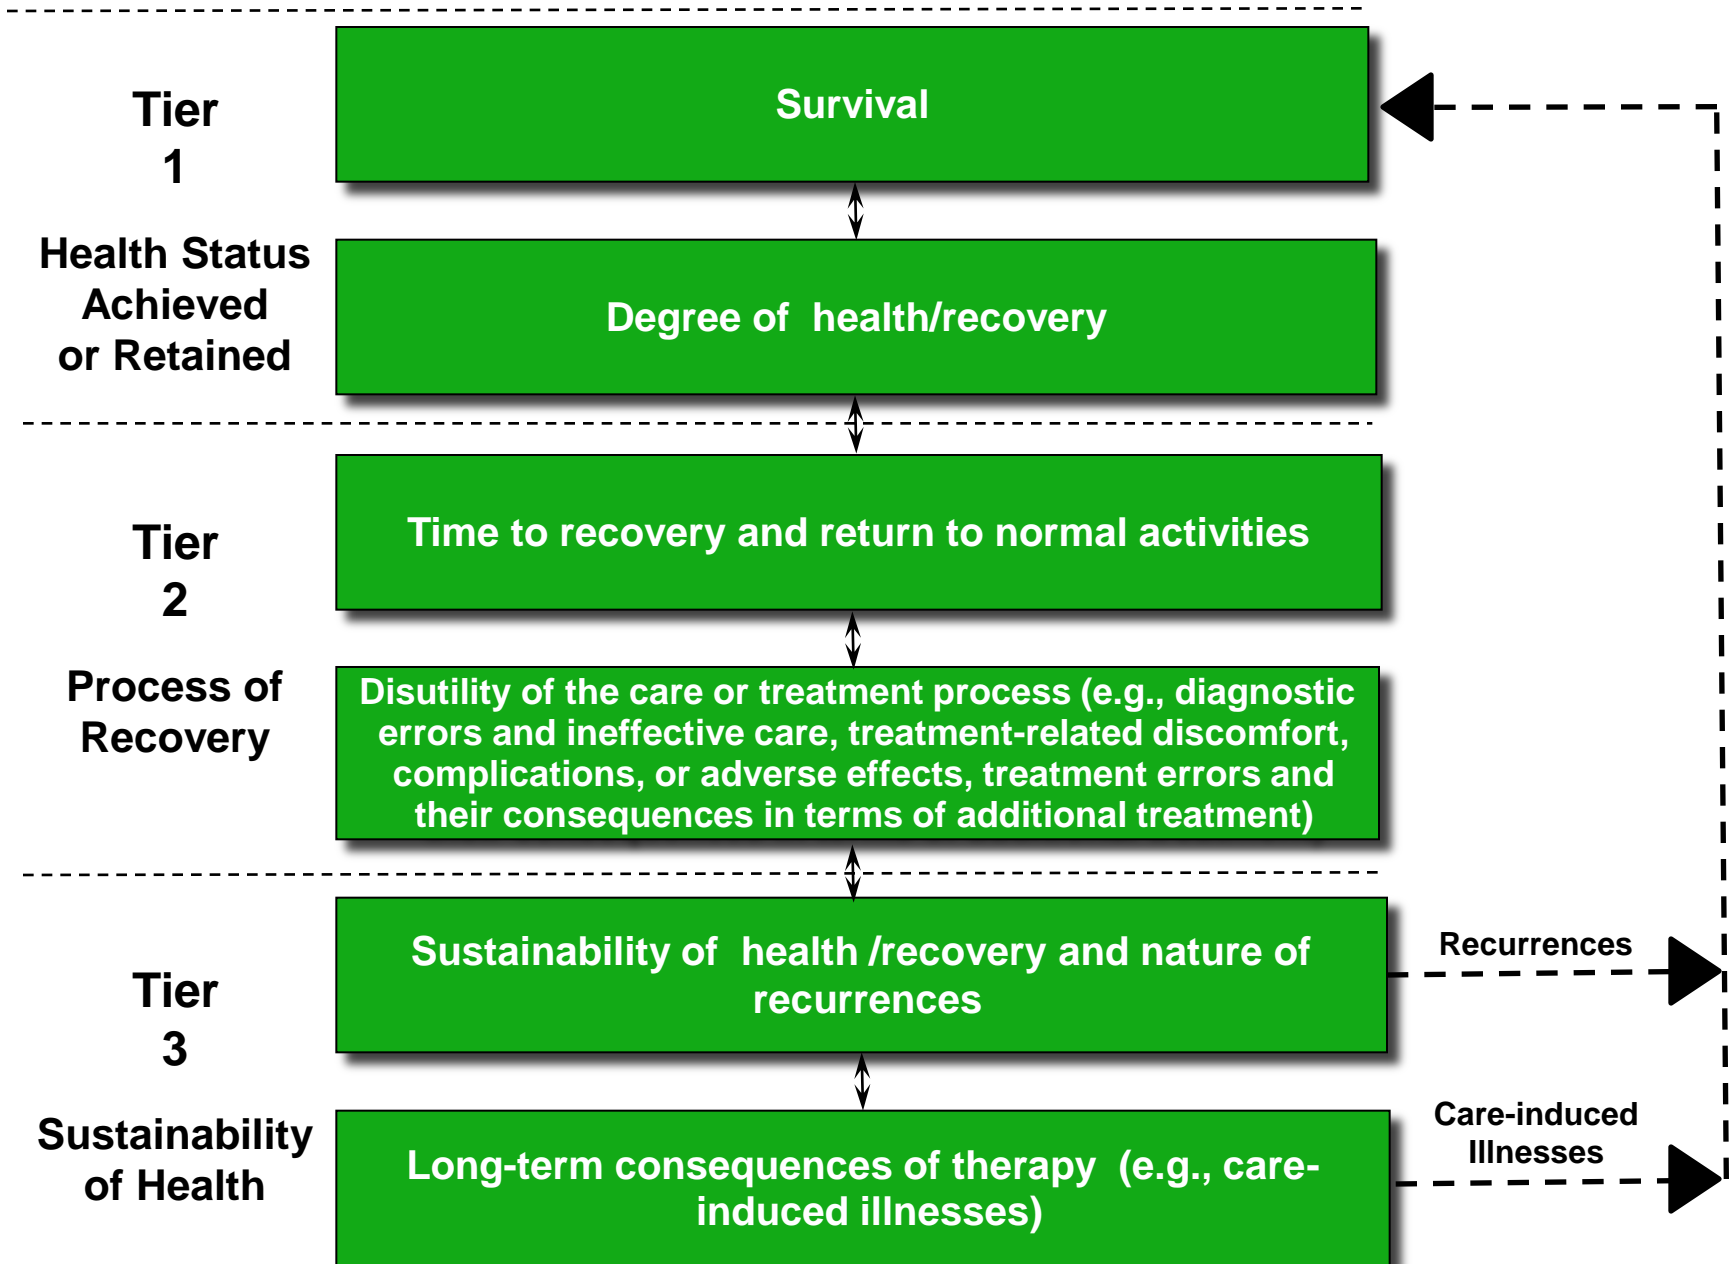 Tier
1
Survival
Health Status
Achieved
or Retained
Degree of health/recovery
Tier
2
Time to recovery and return to normal activities
Process of
Recovery
Disutility of the care or treatment process (e.g., diagnostic
errors and ineffective care, treatment-related discomfort,
complications, or adverse effects, treatment errors and
their consequences in terms of additional treatment)
Tier
3
Sustainability of health /recovery and nature of
recurrences
Recurrences
Sustainability
of Health
Long-term consequences of therapy (e.g., care-
induced illnesses)
Care-induced
Illnesses